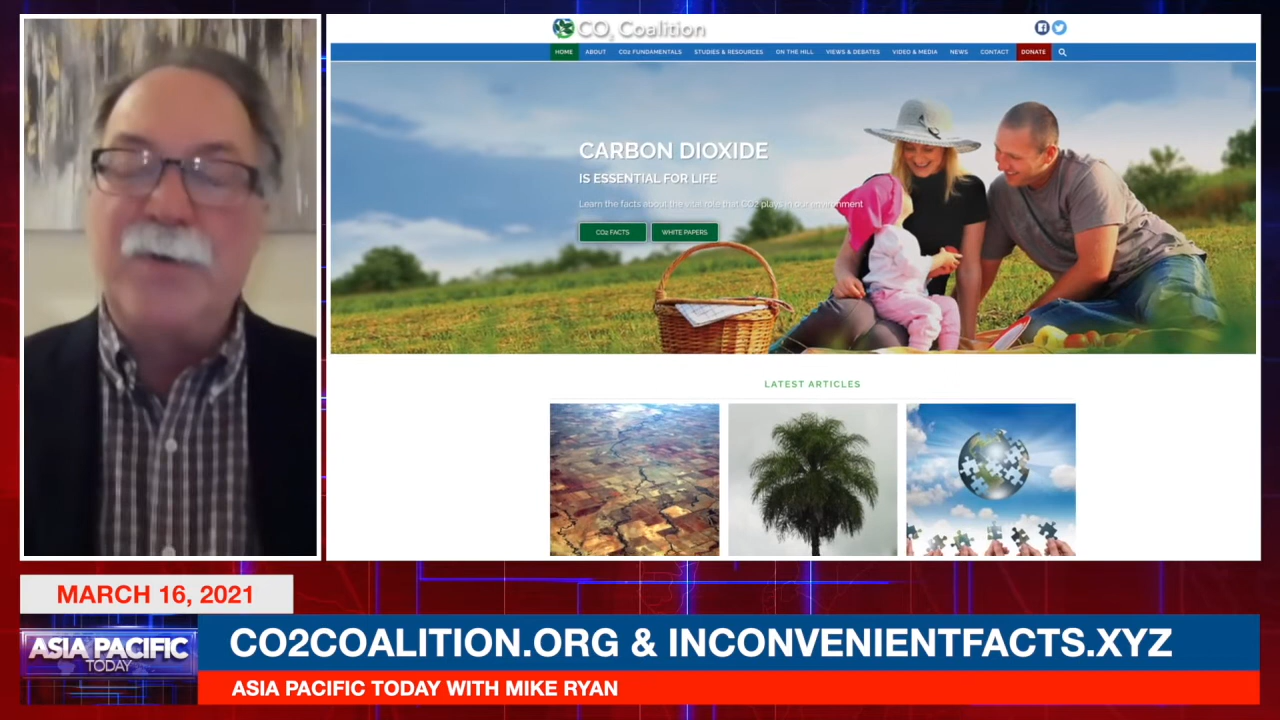 CO2 Coalition
HOME ABOUT CO2 FUNDAMENTALS STUDIES & RESOURCES ON THE HILL VIEWS & DEBATES VIDEO & MEDIA NEWS CONTACT DONATE
CARBON DIOXIDE
IS ESSENTIAL FOR LIFE
Learn the facts about the vital role that CO2 plays in our environment
CO2 FACTS WHITE PAPERS
LATEST ARTICLES
MARCH 16, 2021
ASIA PACIFIC
TODAY
CO2COALITION.ORG & INCONVENIENTFACTS.XYZ
ASIA PACIFIC TODAY WITH MIKE RYAN